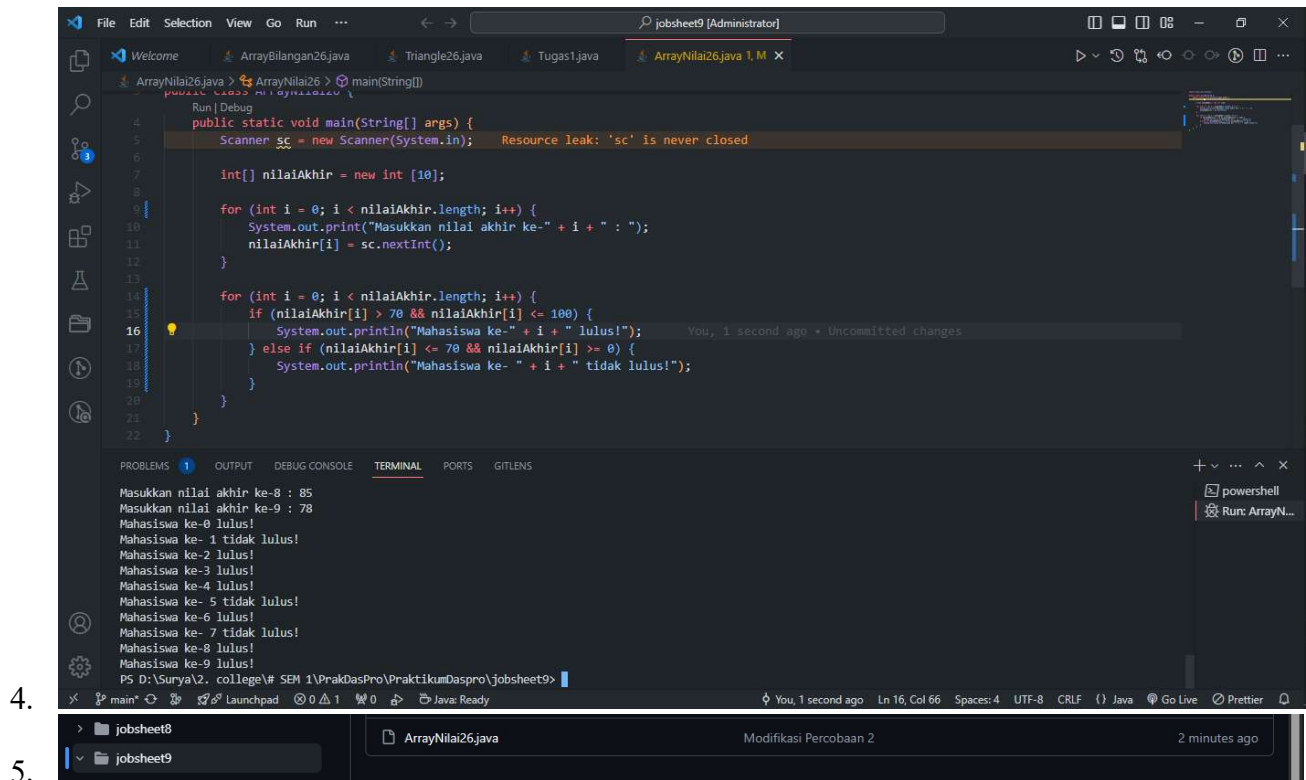 File Edit Selection View Go Run ... jobsheet9 [Administrator]
Welcome ArrayBilangan26.java Triangle26.java Tugas1.java ArrayNilai26.java 1, M
ArrayNilai26.java > ArrayNilai26 > main(String[])
3 public class ArrayNilai26 {
Run | Debug
4 public static void main(String[] args) {
5 Scanner sc = new Scanner(System.in); Resource leak: 'sc' is never closed
6
7 int[] nilaiAkhir = new int [10];
8
9 for (int i = 0; i < nilaiAkhir.length; i++) {
10 System.out.print("Masukkan nilai akhir ke-" + i + " : ");
11 nilaiAkhir[i] = sc.nextInt();
12 }
13
14 for (int i = 0; i < nilaiAkhir.length; i++) {
15 if (nilaiAkhir[i] > 70 && nilaiAkhir[i] <= 100) {
16 System.out.println("Mahasiswa ke-" + i + " lulus!"); You, 1 second ago • Uncommitted changes
17 } else if (nilaiAkhir[i] <= 70 && nilaiAkhir[i] >= 0) {
18 System.out.println("Mahasiswa ke- " + i + " tidak lulus!");
19 }
20 }
21 }
22 }
PROBLEMS 1 OUTPUT DEBUG CONSOLE TERMINAL PORTS GITLENS
powershell
Run: ArrayN...
Masukkan nilai akhir ke-8 : 85
Masukkan nilai akhir ke-9 : 78
Mahasiswa ke-0 lulus!
Mahasiswa ke- 1 tidak lulus!
Mahasiswa ke-2 lulus!
Mahasiswa ke-3 lulus!
Mahasiswa ke-4 lulus!
Mahasiswa ke- 5 tidak lulus!
Mahasiswa ke-6 lulus!
Mahasiswa ke- 7 tidak lulus!
Mahasiswa ke-8 lulus!
Mahasiswa ke-9 lulus!
PS D:\Surya\2. college\# SEM 1\PrakDasPro\PraktikumDaspro\jobsheet9>
4. main* Launchpad 0 1 0 Java: Ready You, 1 second ago Ln 16, Col 66 Spaces: 4 UTF-8 CRLF {} Java Go Live Prettier
jobsheet8 ArrayNilai26.java Modifikasi Percobaan 2 2 minutes ago
5. jobsheet9